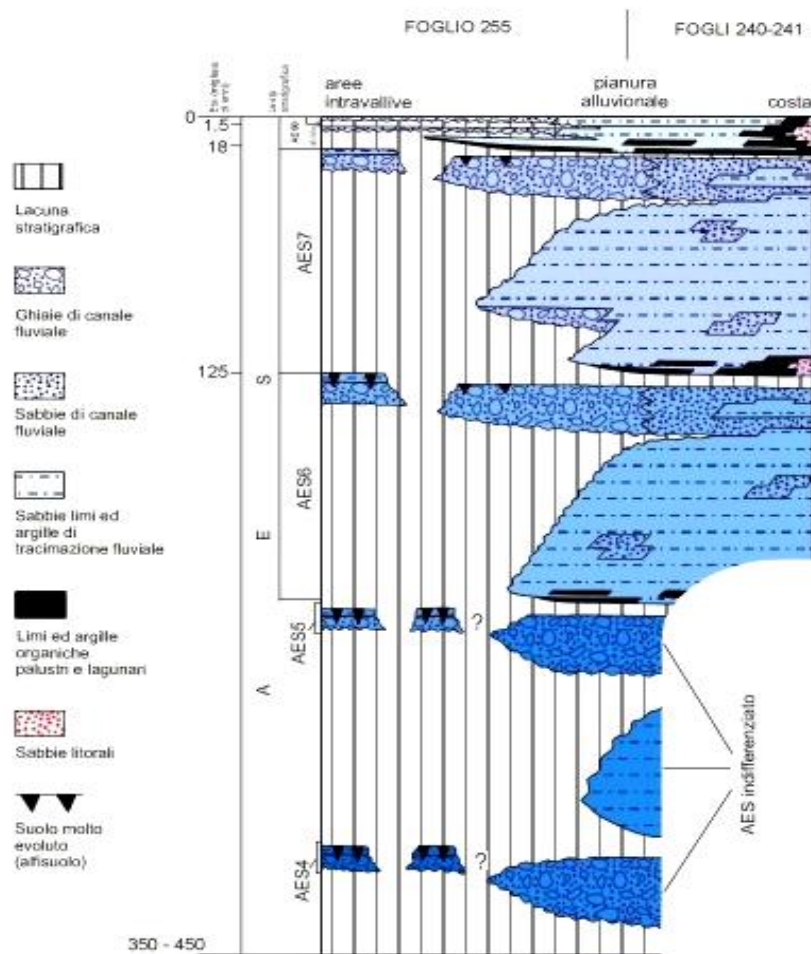 FOGLIO 255
FOGLI 240-241
aree
intravallive
pianura
alluvionale
costa
0
1.5
18
125
350 - 450
AES7
AES6
AES5
AES4
S
E
A
?
?
AES indifferenziato
Lacuna
stratigrafica
Ghiaie di canale
fluviale
Sabbie di canale
fluviale
Sabbie limi ed
argille di
tracimazione fluviale
Limi ed argille
organiche
palustri e lagunari
Sabbie litorali
Suolo molto
evoluto
(alfisuolo)